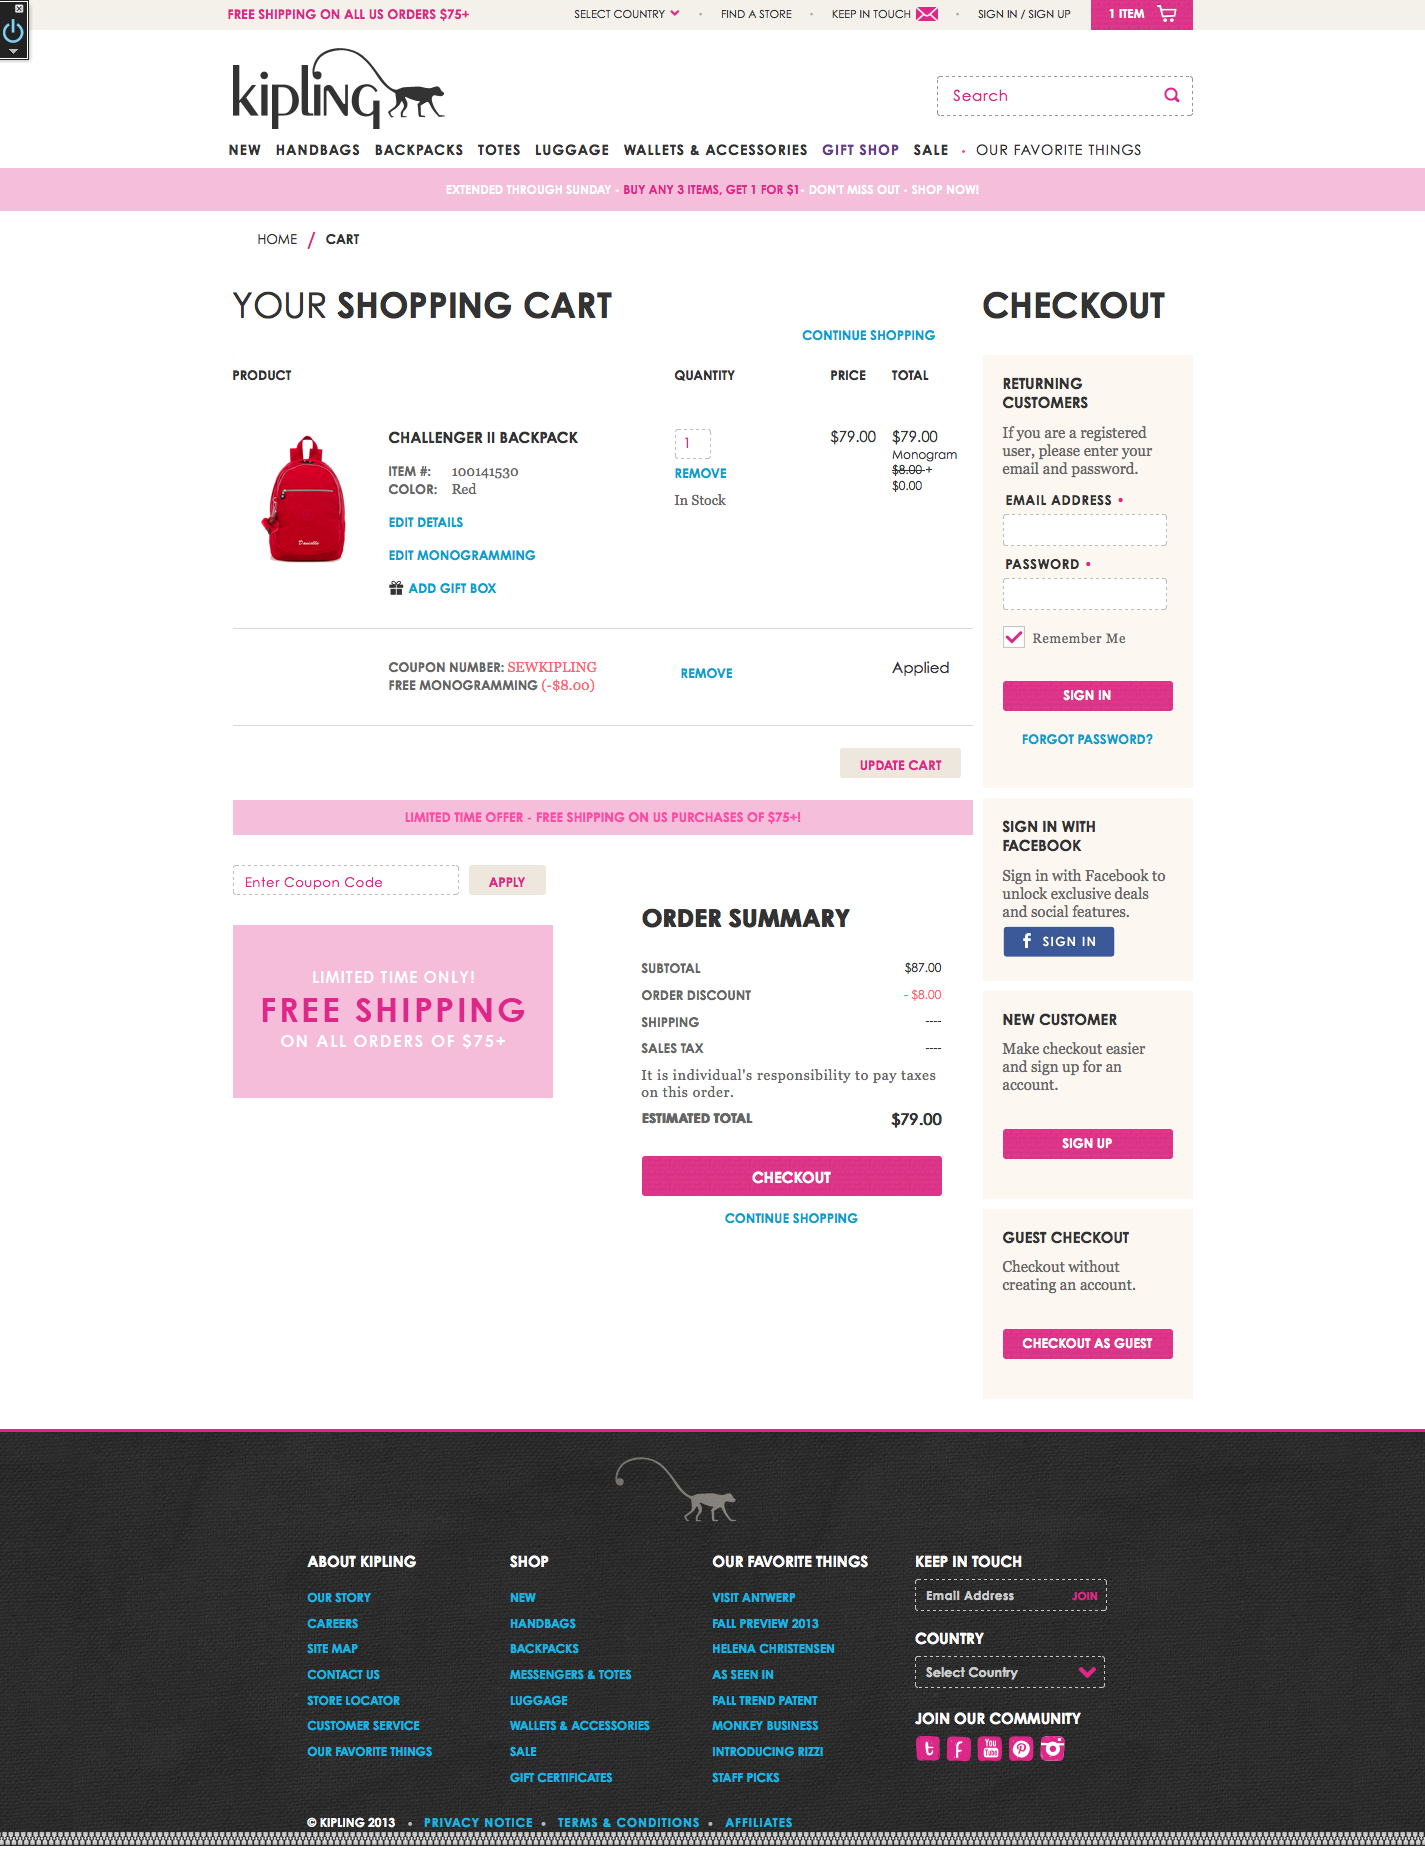 FREE SHIPPING ON ALL US ORDERS $75+
SELECT COUNTRY • FIND A STORE • KEEP IN TOUCH • SIGN IN / SIGN UP 1 ITEM
kipling
Search
NEW HANDBAGS BACKPACKS TOTES LUGGAGE WALLETS & ACCESSORIES GIFT SHOP SALE • OUR FAVORITE THINGS
EXTENDED THROUGH SUNDAY - BUY ANY 3 ITEMS, GET 1 FOR $1- DON'T MISS OUT - SHOP NOW!
HOME / CART
YOUR SHOPPING CART
CONTINUE SHOPPING
PRODUCT QUANTITY PRICE TOTAL
CHALLENGER II BACKPACK 1 $79.00 $79.00
Monogram
$8.00 +
$0.00
ITEM #: 100141530
COLOR: Red
REMOVE
In Stock
EDIT DETAILS
EDIT MONOGRAMMING
ADD GIFT BOX
Danielle
COUPON NUMBER: SEWKIPLING
FREE MONOGRAMMING (-$8.00)
REMOVE
Applied
UPDATE CART
LIMITED TIME OFFER - FREE SHIPPING ON US PURCHASES OF $75+!
Enter Coupon Code APPLY
LIMITED TIME ONLY!
FREE SHIPPING
ON ALL ORDERS OF $75+
ORDER SUMMARY
SUBTOTAL $87.00
ORDER DISCOUNT - $8.00
SHIPPING ----
SALES TAX ----
It is individual's responsibility to pay taxes
on this order.
ESTIMATED TOTAL $79.00
CHECKOUT
CONTINUE SHOPPING
CHECKOUT
RETURNING
CUSTOMERS
If you are a registered
user, please enter your
email and password.
EMAIL ADDRESS •
PASSWORD •
Remember Me
SIGN IN
FORGOT PASSWORD?
SIGN IN WITH
FACEBOOK
Sign in with Facebook to
unlock exclusive deals
and social features.
f SIGN IN
NEW CUSTOMER
Make checkout easier
and sign up for an
account.
SIGN UP
GUEST CHECKOUT
Checkout without
creating an account.
CHECKOUT AS GUEST
ABOUT KIPLING
OUR STORY
CAREERS
SITE MAP
CONTACT US
STORE LOCATOR
CUSTOMER SERVICE
OUR FAVORITE THINGS
SHOP
NEW
HANDBAGS
BACKPACKS
MESSENGERS & TOTES
LUGGAGE
WALLETS & ACCESSORIES
SALE
GIFT CERTIFICATES
OUR FAVORITE THINGS
VISIT ANTWERP
FALL PREVIEW 2013
HELENA CHRISTENSEN
AS SEEN IN
FALL TREND PATENT
MONKEY BUSINESS
INTRODUCING RIZZI
STAFF PICKS
KEEP IN TOUCH
Email Address JOIN
COUNTRY
Select Country
JOIN OUR COMMUNITY
t f You Tube P
© KIPLING 2013 • PRIVACY NOTICE • TERMS & CONDITIONS • AFFILIATES